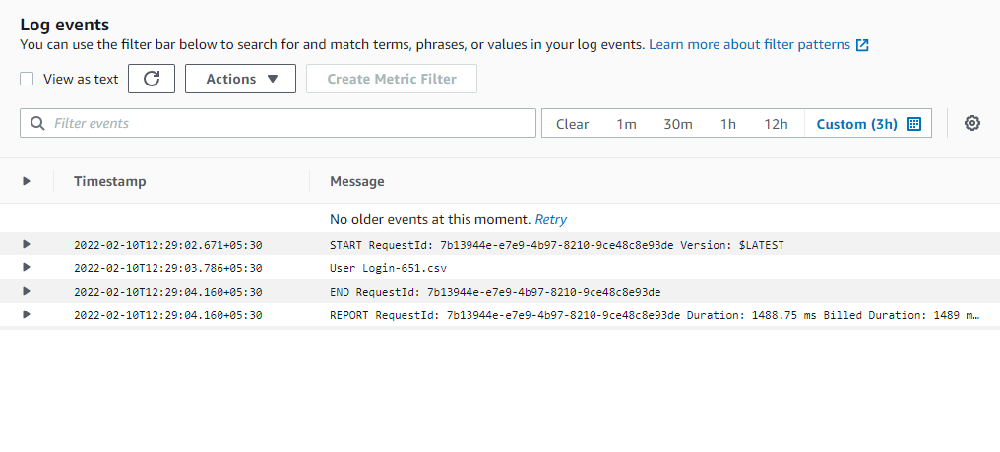 Log events
You can use the filter bar below to search for and match terms, phrases, or values in your log events. Learn more about filter patterns
View as text Actions Create Metric Filter
Filter events Clear 1m 30m 1h 12h Custom (3h)
Timestamp Message
No older events at this moment. Retry
2022-02-10T12:29:02.671+05:30 START RequestId: 7b13944e-e7e9-4b97-8210-9ce48c8e93de Version: $LATEST
2022-02-10T12:29:03.786+05:30 User Login-651.csv
2022-02-10T12:29:04.160+05:30 END RequestId: 7b13944e-e7e9-4b97-8210-9ce48c8e93de
2022-02-10T12:29:04.160+05:30 REPORT RequestId: 7b13944e-e7e9-4b97-8210-9ce48c8e93de Duration: 1488.75 ms Billed Duration: 1489 m…